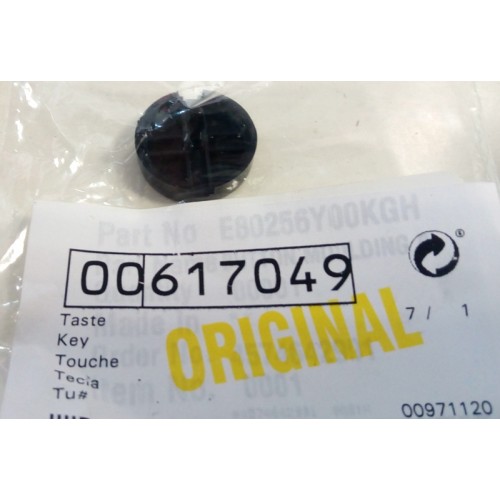 Part No E60256Y00KGH
00617049
7 / 1
Taste
Key
Touche
Tecla
Tu#
ORIGINAL
0001
00971120